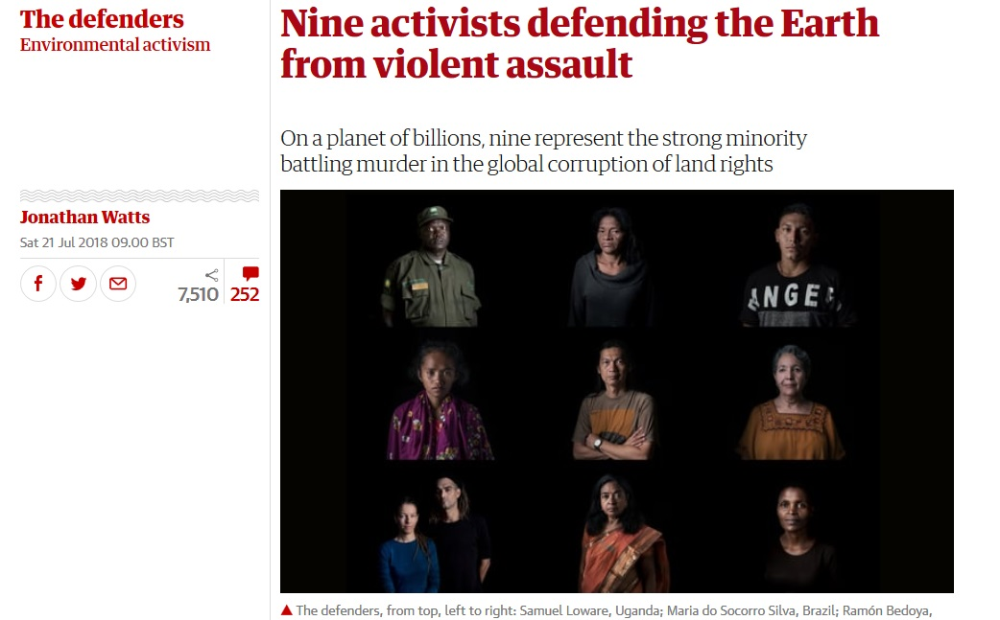 The defenders
Environmental activism
Nine activists defending the Earth
from violent assault
On a planet of billions, nine represent the strong minority
battling murder in the global corruption of land rights
Jonathan Watts
Sat 21 Jul 2018 09.00 BST
7,510
252
ANGE
The defenders, from top, left to right: Samuel Loware, Uganda; Maria do Socorro Silva, Brazil; Ramón Bedoya,